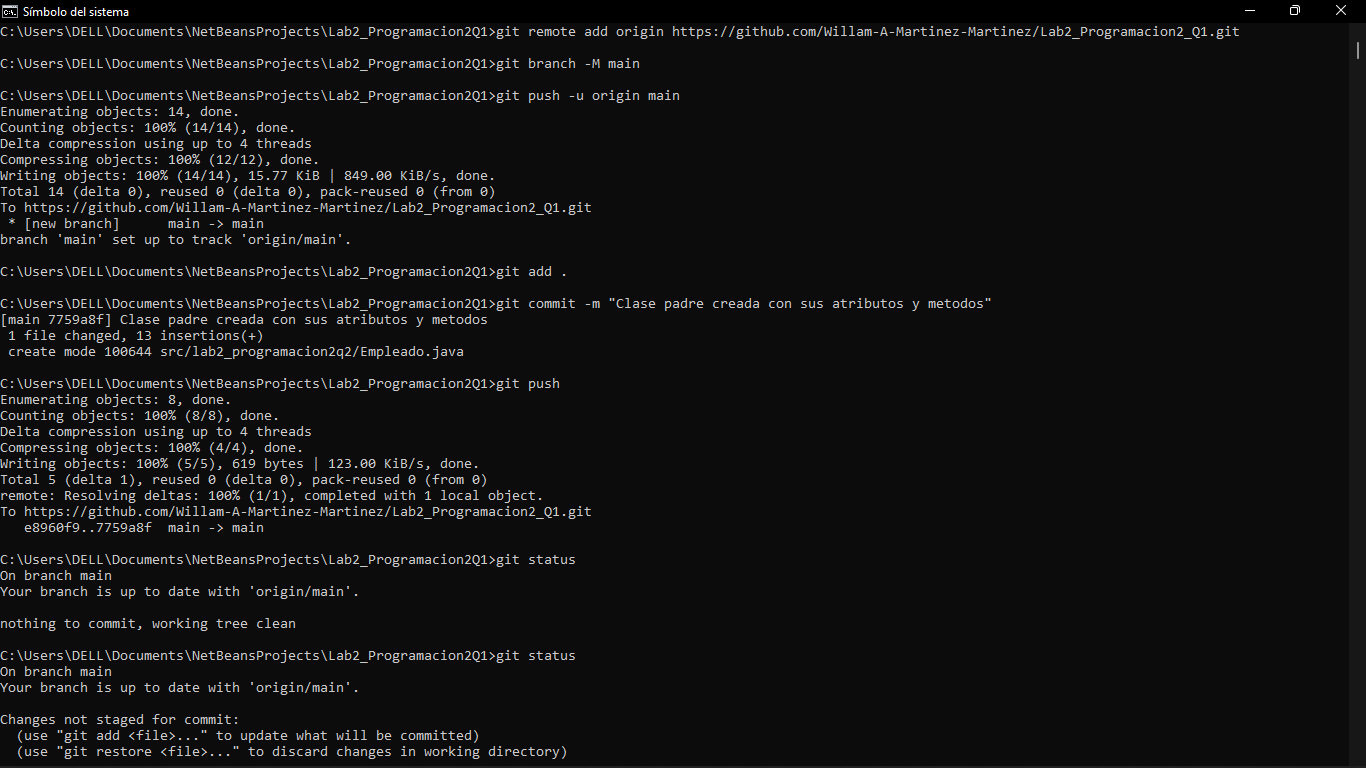 Símbolo del sistema
C:\Users\DELL\Documents\NetBeansProjects\Lab2_Programacion2Q1>git remote add origin https://github.com/Willam-A-Martinez-Martinez/Lab2_Programacion2_Q1.git
C:\Users\DELL\Documents\NetBeansProjects\Lab2_Programacion2Q1>git branch -M main
C:\Users\DELL\Documents\NetBeansProjects\Lab2_Programacion2Q1>git push -u origin main
Enumerating objects: 14, done.
Counting objects: 100% (14/14), done.
Delta compression using up to 4 threads
Compressing objects: 100% (12/12), done.
Writing objects: 100% (14/14), 15.77 KiB | 849.00 KiB/s, done.
Total 14 (delta 0), reused 0 (delta 0), pack-reused 0 (from 0)
To https://github.com/Willam-A-Martinez-Martinez/Lab2_Programacion2_Q1.git
 * [new branch]      main -> main
branch 'main' set up to track 'origin/main'.
C:\Users\DELL\Documents\NetBeansProjects\Lab2_Programacion2Q1>git add .
C:\Users\DELL\Documents\NetBeansProjects\Lab2_Programacion2Q1>git commit -m "Clase padre creada con sus atributos y metodos"
[main 7759a8f] Clase padre creada con sus atributos y metodos
 1 file changed, 13 insertions(+)
 create mode 100644 src/lab2_programacion2q2/Empleado.java
C:\Users\DELL\Documents\NetBeansProjects\Lab2_Programacion2Q1>git push
Enumerating objects: 8, done.
Counting objects: 100% (8/8), done.
Delta compression using up to 4 threads
Compressing objects: 100% (4/4), done.
Writing objects: 100% (5/5), 619 bytes | 123.00 KiB/s, done.
Total 5 (delta 1), reused 0 (delta 0), pack-reused 0 (from 0)
remote: Resolving deltas: 100% (1/1), completed with 1 local object.
To https://github.com/Willam-A-Martinez-Martinez/Lab2_Programacion2_Q1.git
   e8960f9..7759a8f  main -> main
C:\Users\DELL\Documents\NetBeansProjects\Lab2_Programacion2Q1>git status
On branch main
Your branch is up to date with 'origin/main'.
nothing to commit, working tree clean
C:\Users\DELL\Documents\NetBeansProjects\Lab2_Programacion2Q1>git status
On branch main
Your branch is up to date with 'origin/main'.
Changes not staged for commit:
  (use "git add <file>..." to update what will be committed)
  (use "git restore <file>..." to discard changes in working directory)